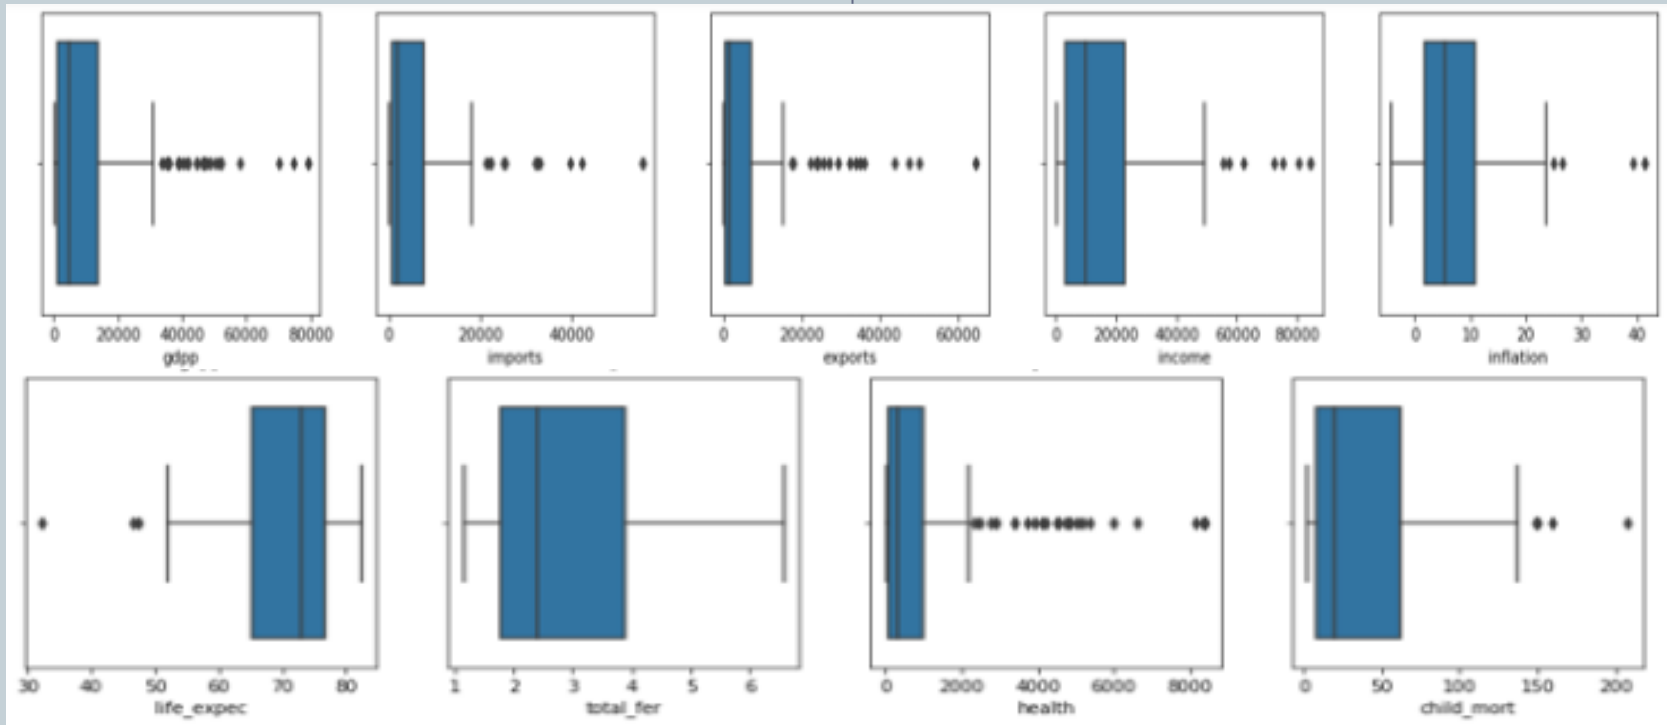 0 20000 40000 60000 80000
gdpp
0 20000 40000
imports
0 20000 40000 60000
exports
0 20000 40000 60000 80000
income
0 10 20 30 40
inflation
30 40 50 60 70 80
life_expec
1 2 3 4 5 6
total_fer
0 2000 4000 6000 8000
health
0 50 100 150 200
child_mort